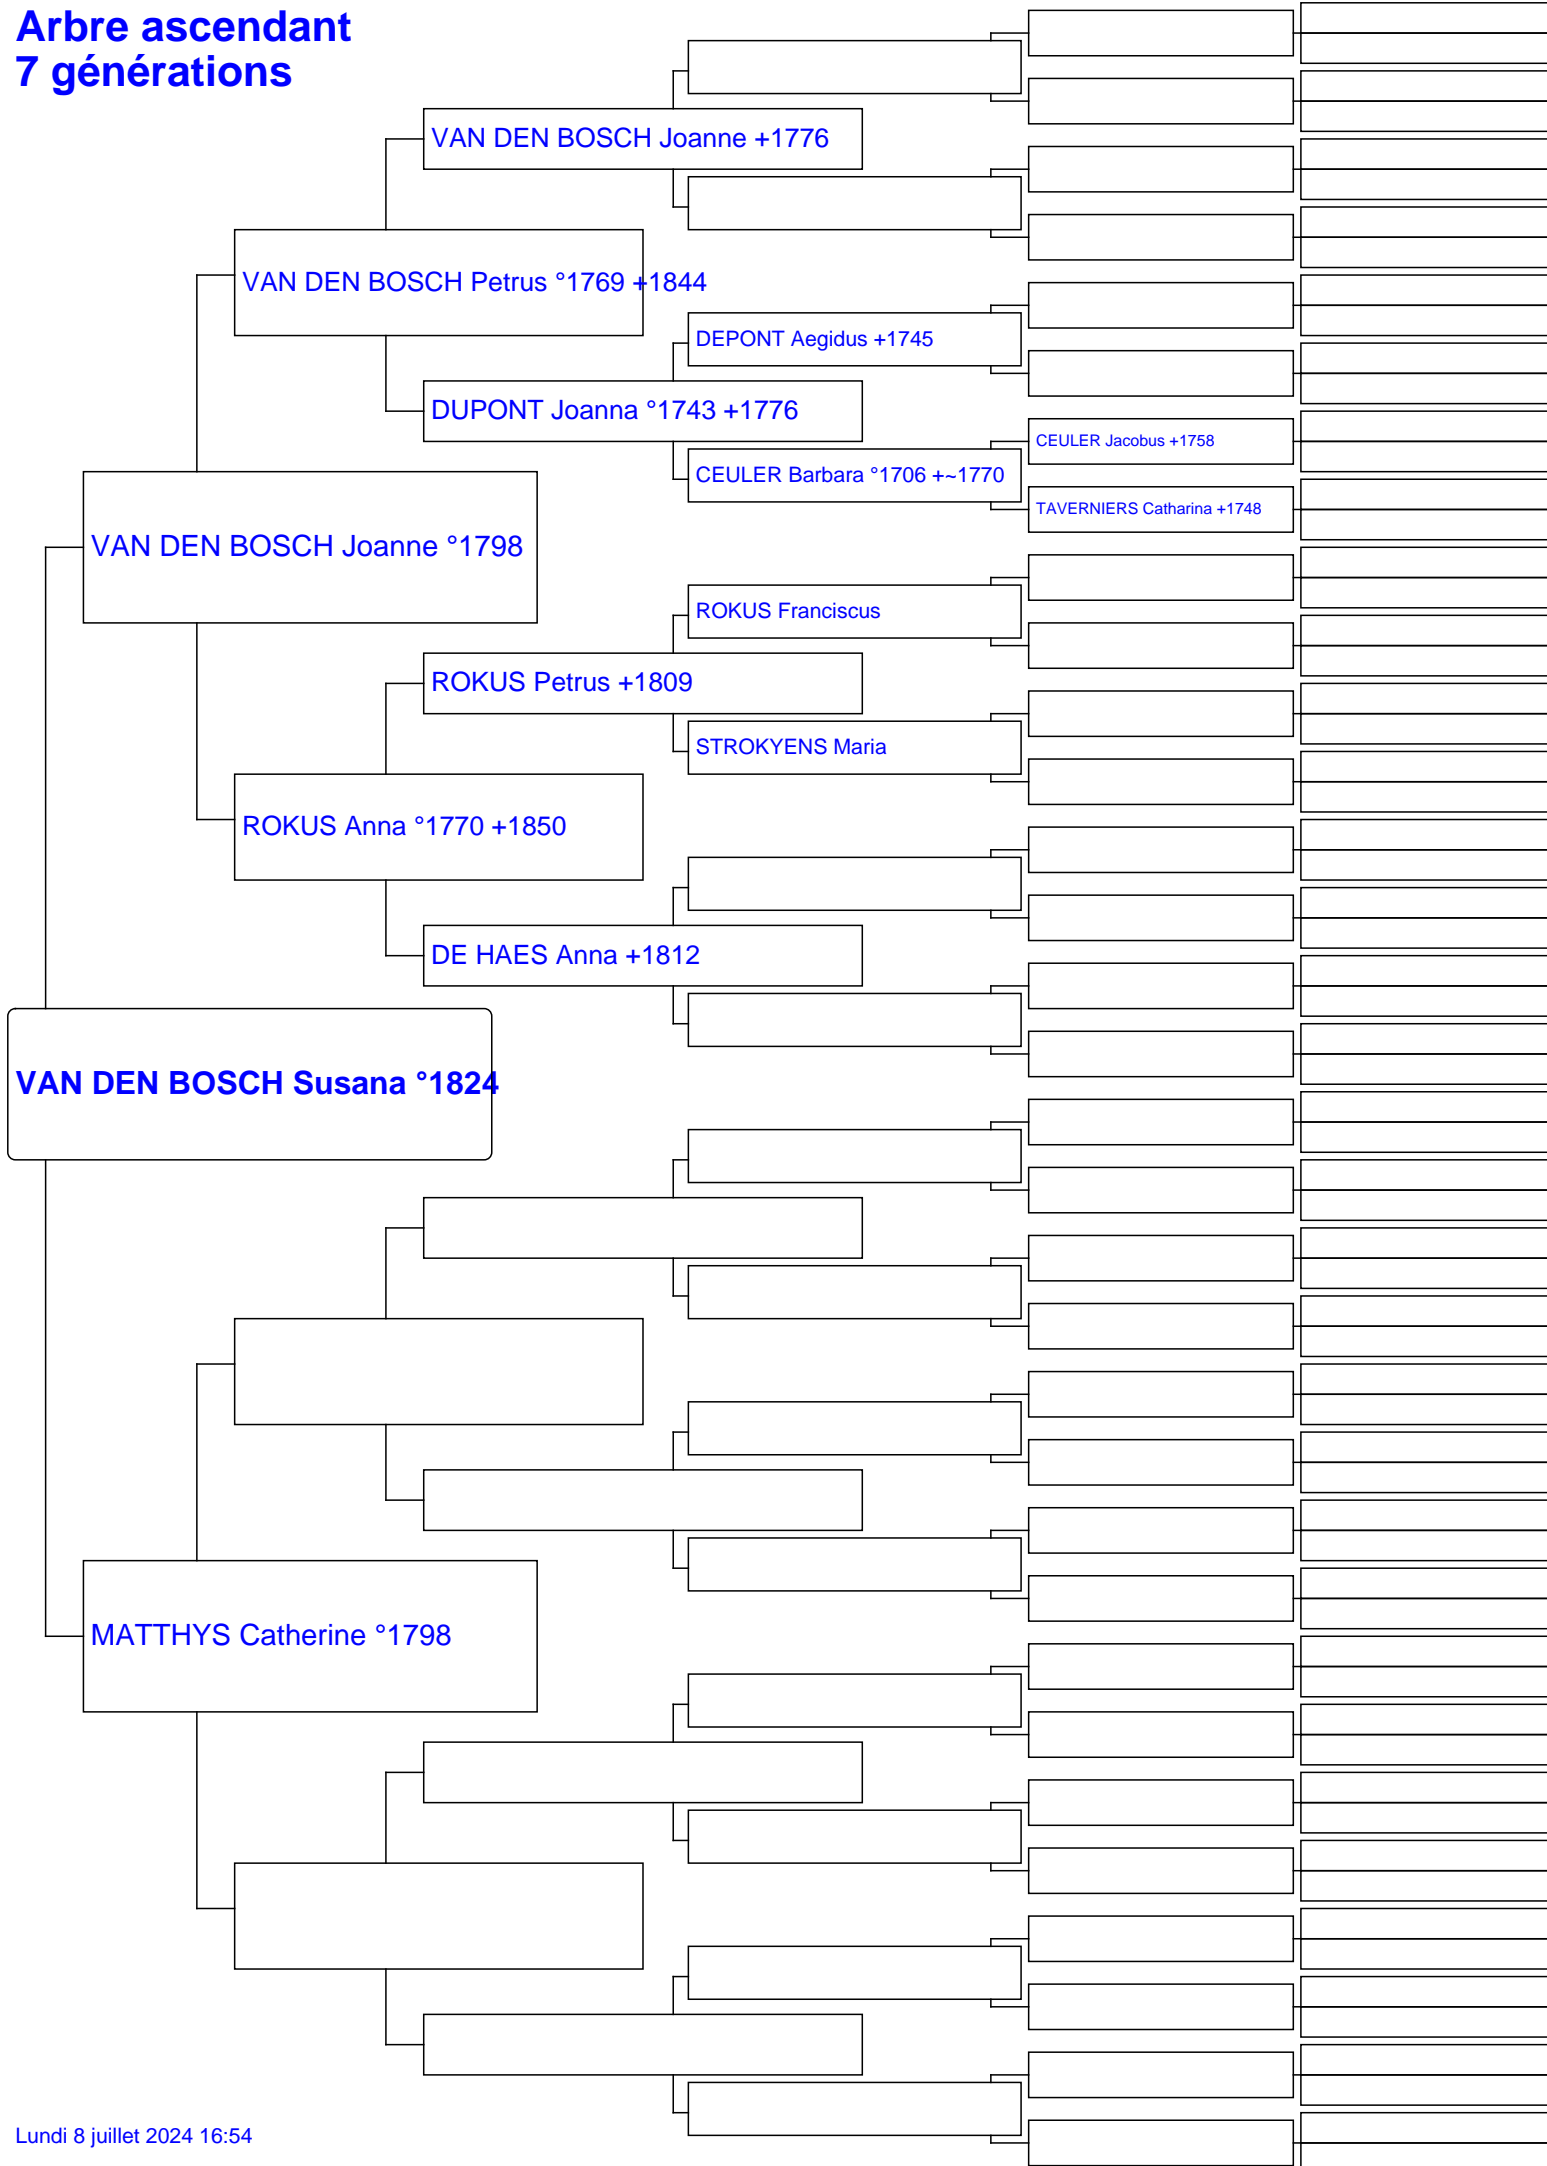 Arbre ascendant
7 générations
VAN DEN BOSCH Joanne +1776
VAN DEN BOSCH Petrus °1769 +1844
DEPONT Aegidus +1745
DUPONT Joanna °1743 +1776
CEULER Jacobus +1758
CEULER Barbara °1706 +~1770
TAVERNIERS Catharina +1748
VAN DEN BOSCH Joanne °1798
ROKUS Franciscus
ROKUS Petrus +1809
STROKYENS Maria
ROKUS Anna °1770 +1850
DE HAES Anna +1812
VAN DEN BOSCH Susana °1824
MATTHYS Catherine °1798
Lundi 8 juillet 2024 16:54